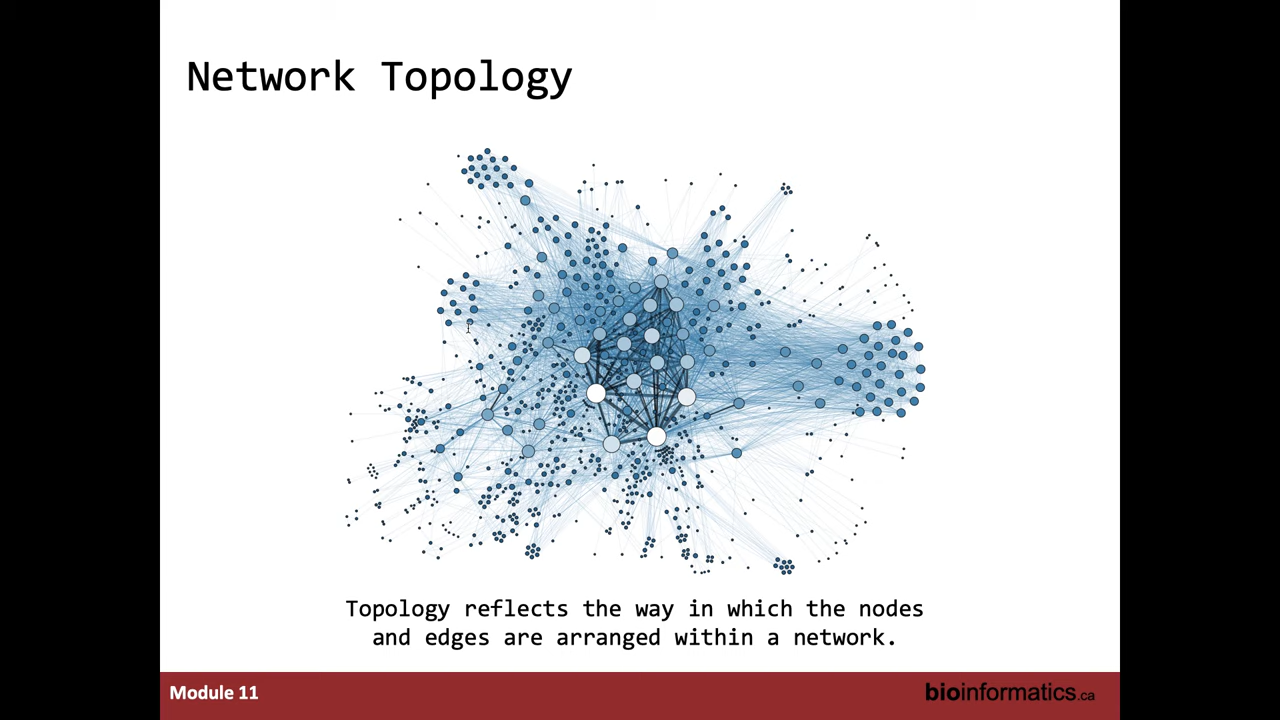 Network Topology
Topology reflects the way in which the nodes
and edges are arranged within a network.
Module 11
bioinformatics.ca